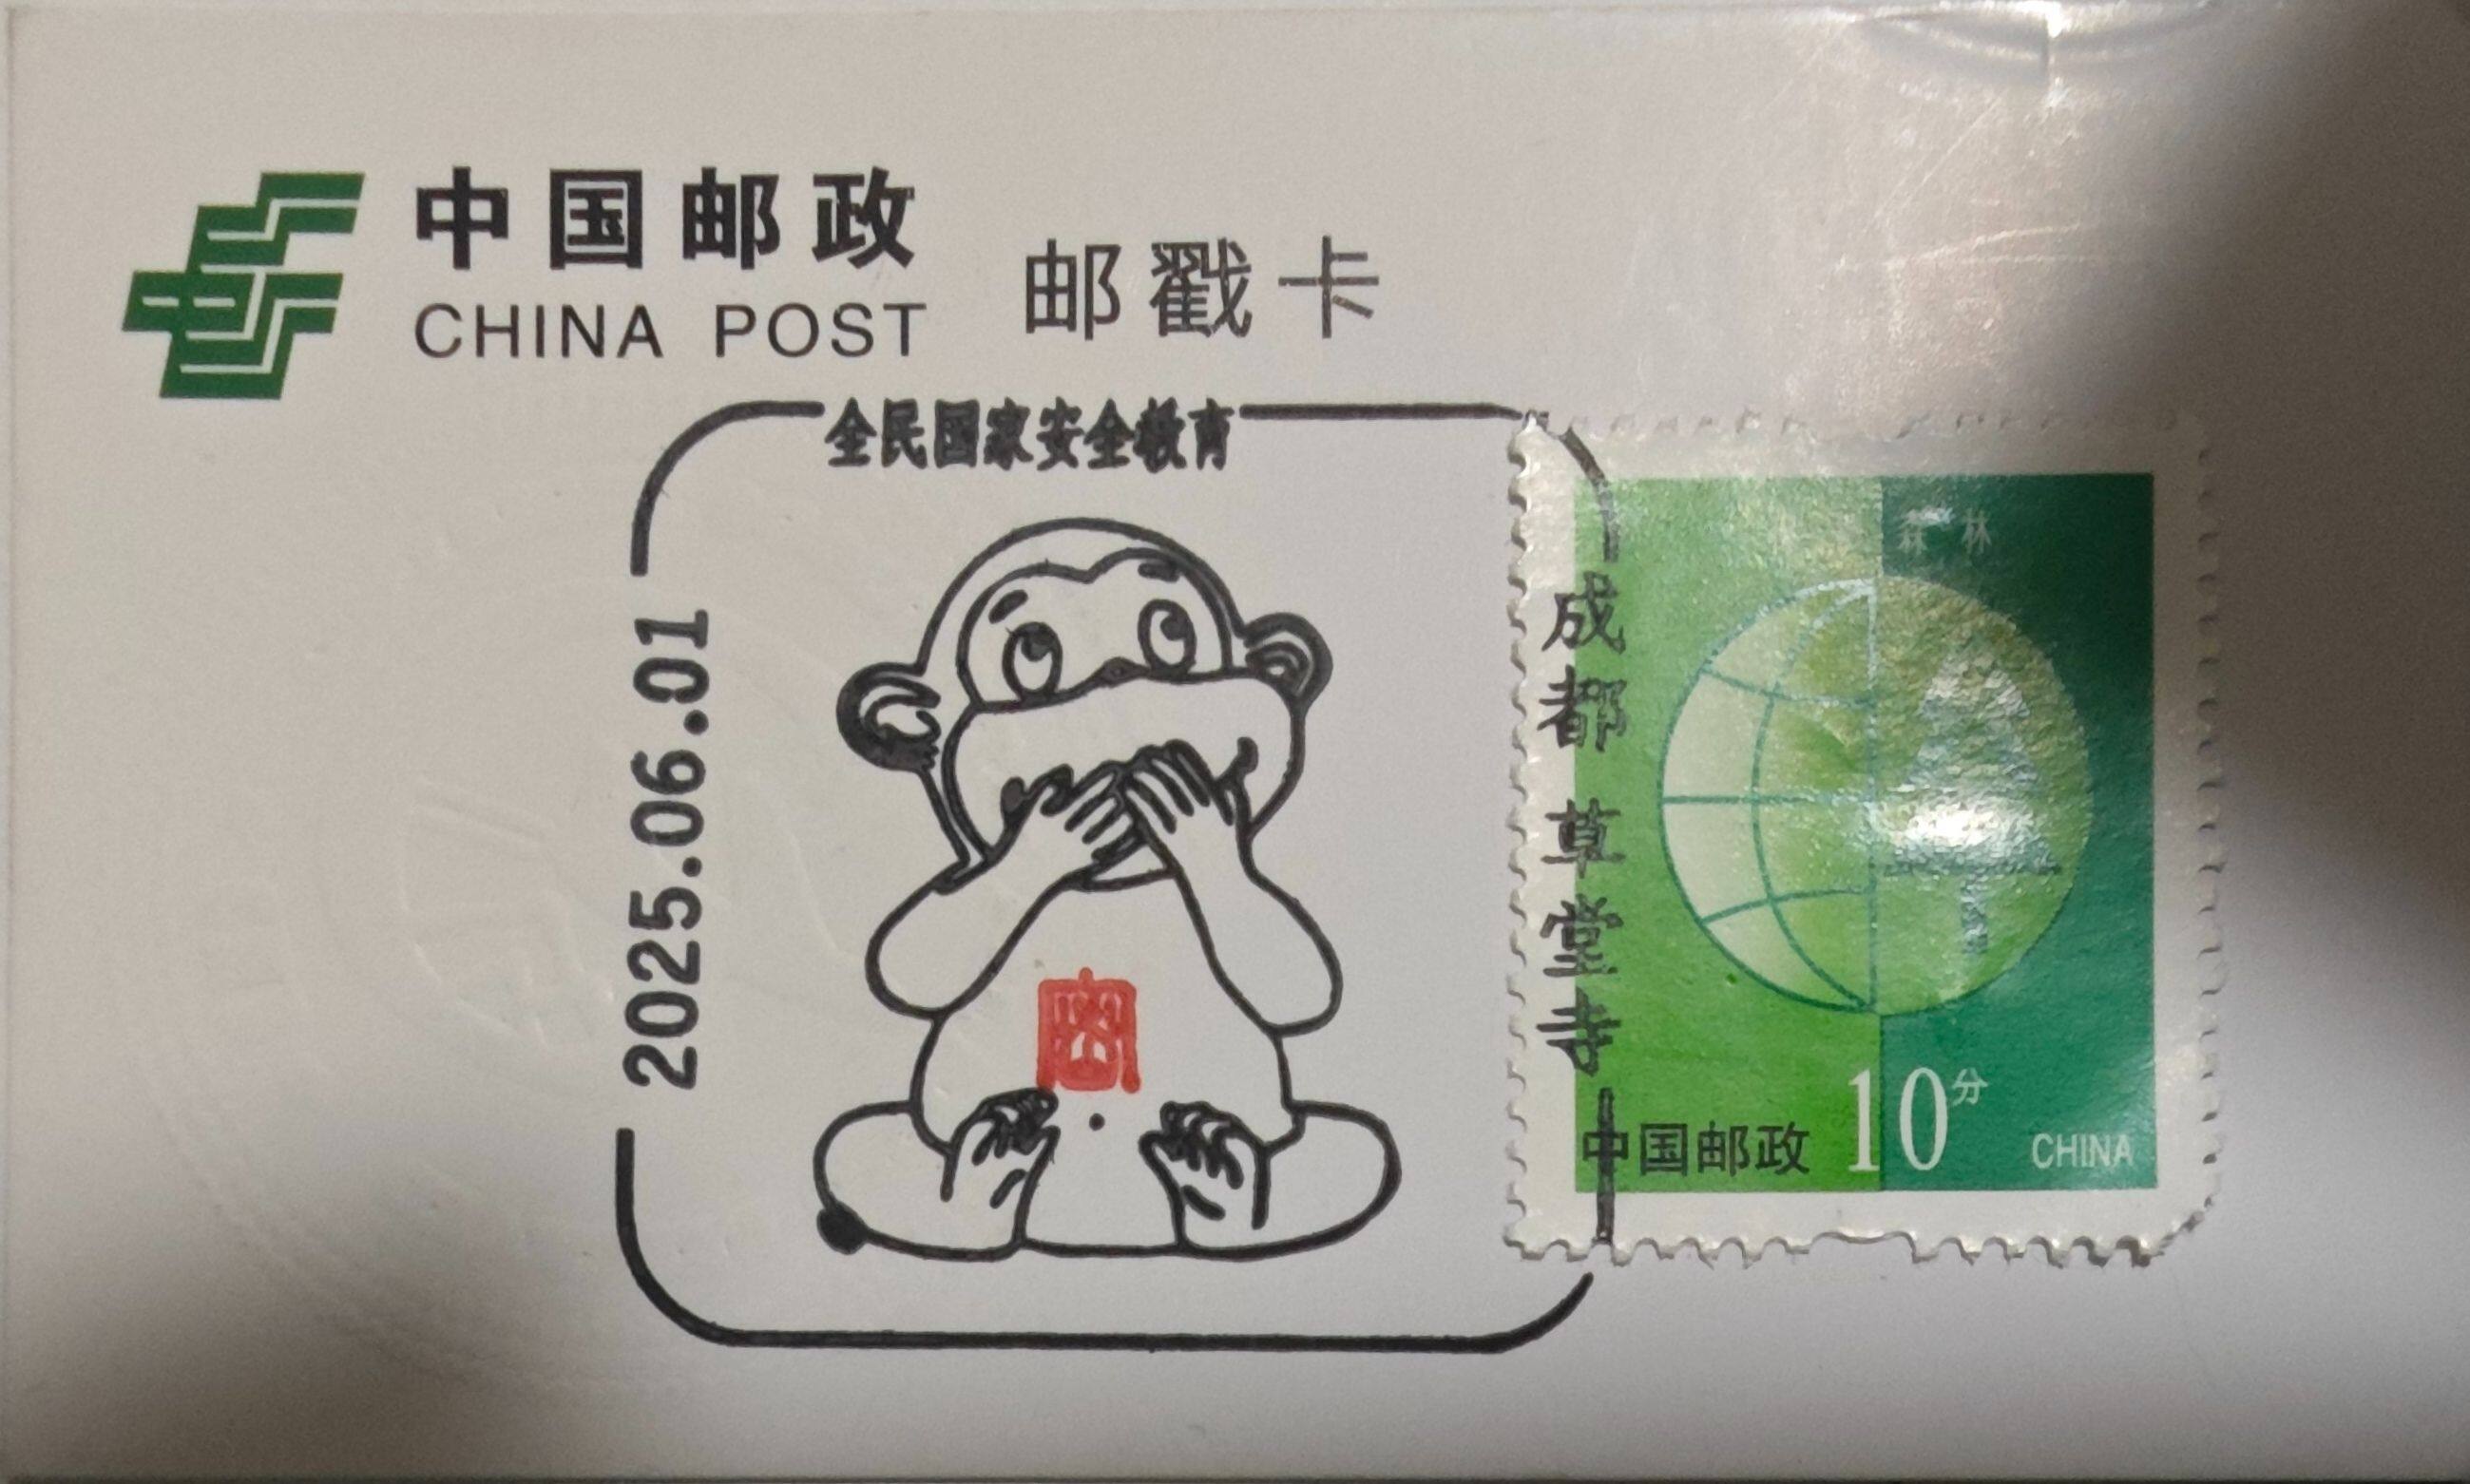 中国邮政
CHINA POST
邮戳卡
全民国家安全教育
2025.06.01
密
成都 草堂寺
森林
中国邮政 10分 CHINA